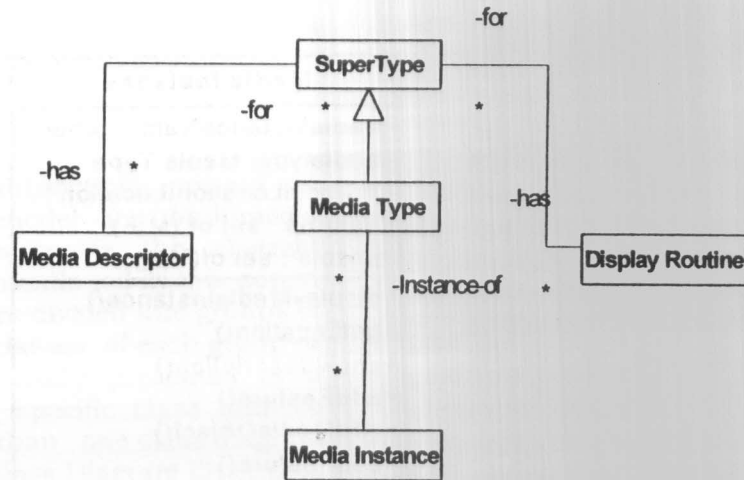 -for
SuperType
-for
*
*
-has
*
Media Type
-has
Media Descriptor
Display Routine
*
-Instance-of
*
*
Media Instance